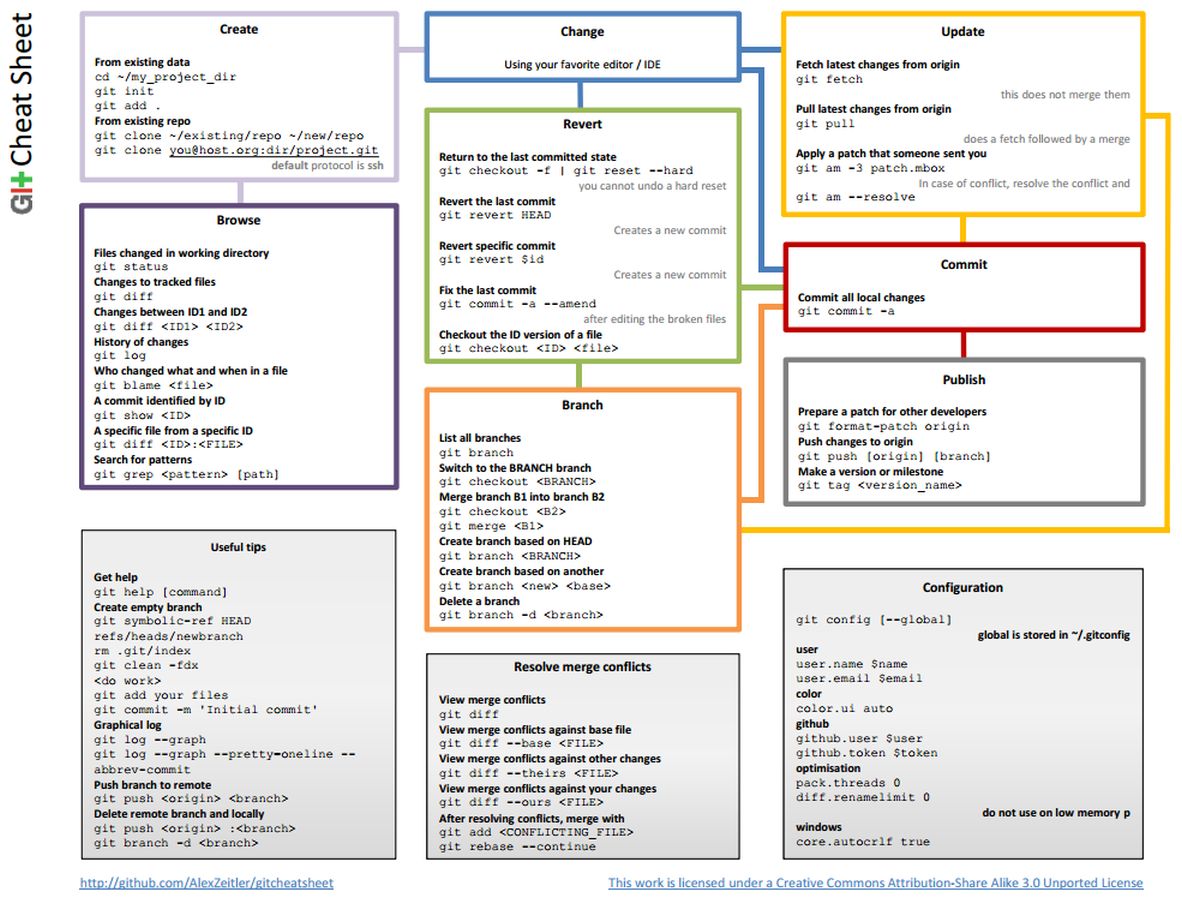 GIt Cheat Sheet
Create
From existing data
cd ~/my_project_dir
git init
git add .
From existing repo
git clone ~/existing/repo ~/new/repo
git clone you@host.org:dir/project.git
default protocol is ssh
Browse
Files changed in working directory
git status
Changes to tracked files
git diff
Changes between ID1 and ID2
git diff <ID1> <ID2>
History of changes
git log
Who changed what and when in a file
git blame <file>
A commit identified by ID
git show <ID>
A specific file from a specific ID
git diff <ID>:<FILE>
Search for patterns
git grep <pattern> [path]
Useful tips
Get help
git help [command]
Create empty branch
git symbolic-ref HEAD
refs/heads/newbranch
rm .git/index
git clean -fdx
<do work>
git add your files
git commit -m 'Initial commit'
Graphical log
git log --graph
git log --graph --pretty=oneline --
abbrev-commit
Push branch to remote
git push <origin> <branch>
Delete remote branch and locally
git push <origin> :<branch>
git branch -d <branch>
Change
Using your favorite editor / IDE
Revert
Return to the last committed state
git checkout -f | git reset --hard
you cannot undo a hard reset
Revert the last commit
git revert HEAD
Creates a new commit
Revert specific commit
git revert $id
Creates a new commit
Fix the last commit
git commit -a --amend
after editing the broken files
Checkout the ID version of a file
git checkout <ID> <file>
Branch
List all branches
git branch
Switch to the BRANCH branch
git checkout <BRANCH>
Merge branch B1 into branch B2
git checkout <B2>
git merge <B1>
Create branch based on HEAD
git branch <BRANCH>
Create branch based on another
git branch <new> <base>
Delete a branch
git branch -d <branch>
Resolve merge conflicts
View merge conflicts
git diff
View merge conflicts against base file
git diff --base <FILE>
View merge conflicts against other changes
git diff --theirs <FILE>
View merge conflicts against your changes
git diff --ours <FILE>
After resolving conflicts, merge with
git add <CONFLICTING_FILE>
git rebase --continue
Update
Fetch latest changes from origin
git fetch
this does not merge them
Pull latest changes from origin
git pull
does a fetch followed by a merge
Apply a patch that someone sent you
git am -3 patch.mbox
In case of conflict, resolve the conflict and
git am --resolve
Commit
Commit all local changes
git commit -a
Publish
Prepare a patch for other developers
git format-patch origin
Push changes to origin
git push [origin] [branch]
Make a version or milestone
git tag <version_name>
Configuration
git config [--global]
global is stored in ~/.gitconfig
user
user.name $name
user.email $email
color
color.ui auto
github
github.user $user
github.token $token
optimisation
pack.threads 0
diff.renamelimit 0
do not use on low memory p
windows
core.autocrlf true
http://github.com/AlexZeitler/gitcheatsheet
This work is licensed under a Creative Commons Attribution-Share Alike 3.0 Unported License